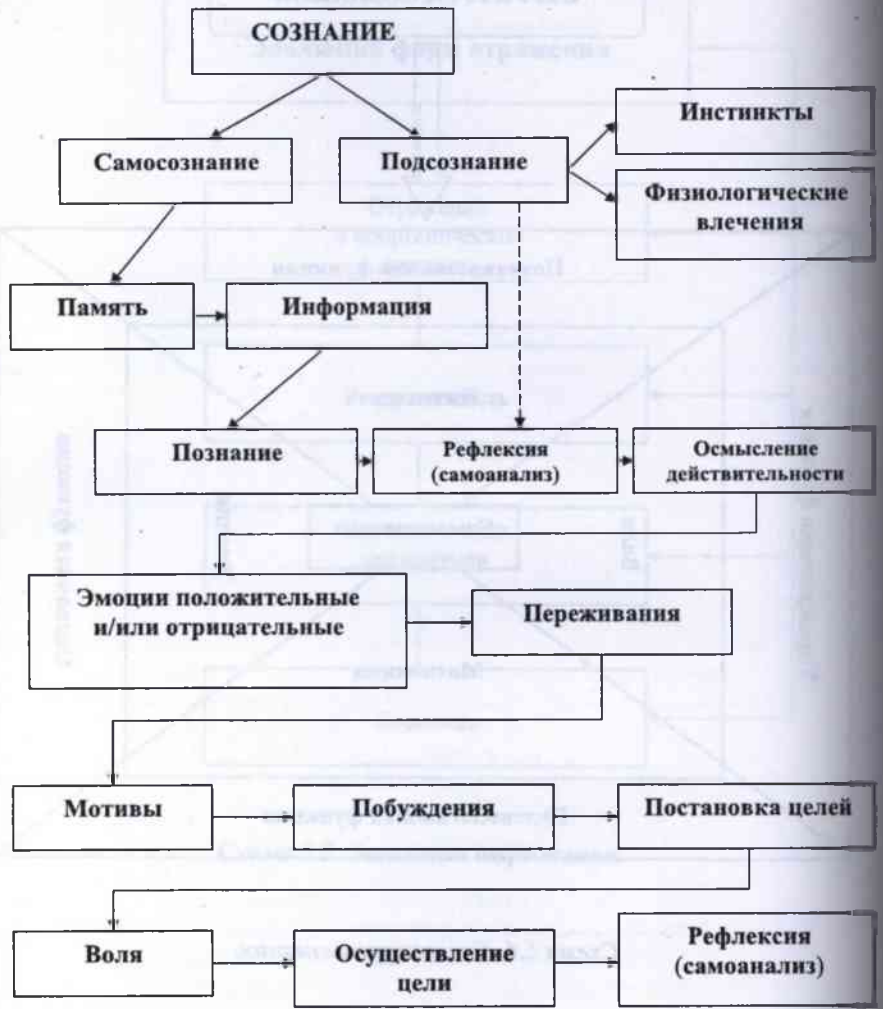 СОЗНАНИЕ
Самосознание
Подсознание
Инстинкты
Физиологические
влечения
Память
Информация
Познание
Рефлексия
(самоанализ)
Осмысление
действительности
Эмоции положительные
и/или отрицательные
Переживания
Мотивы
Побуждения
Постановка целей
Воля
Осуществление
цели
Рефлексия
(самоанализ)